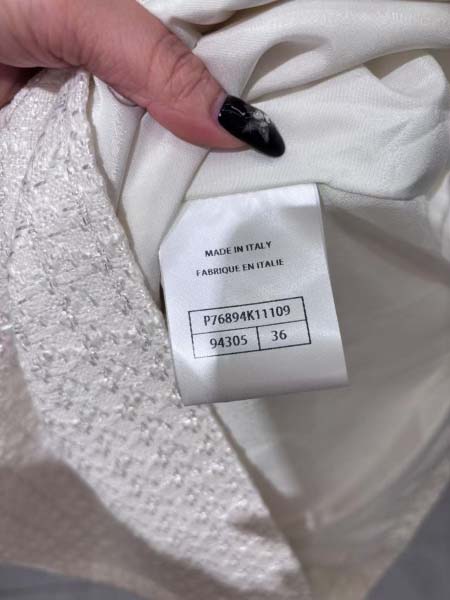 MADE IN ITALY
FABRIQUE EN ITALIE
P76894K11109
94305 36